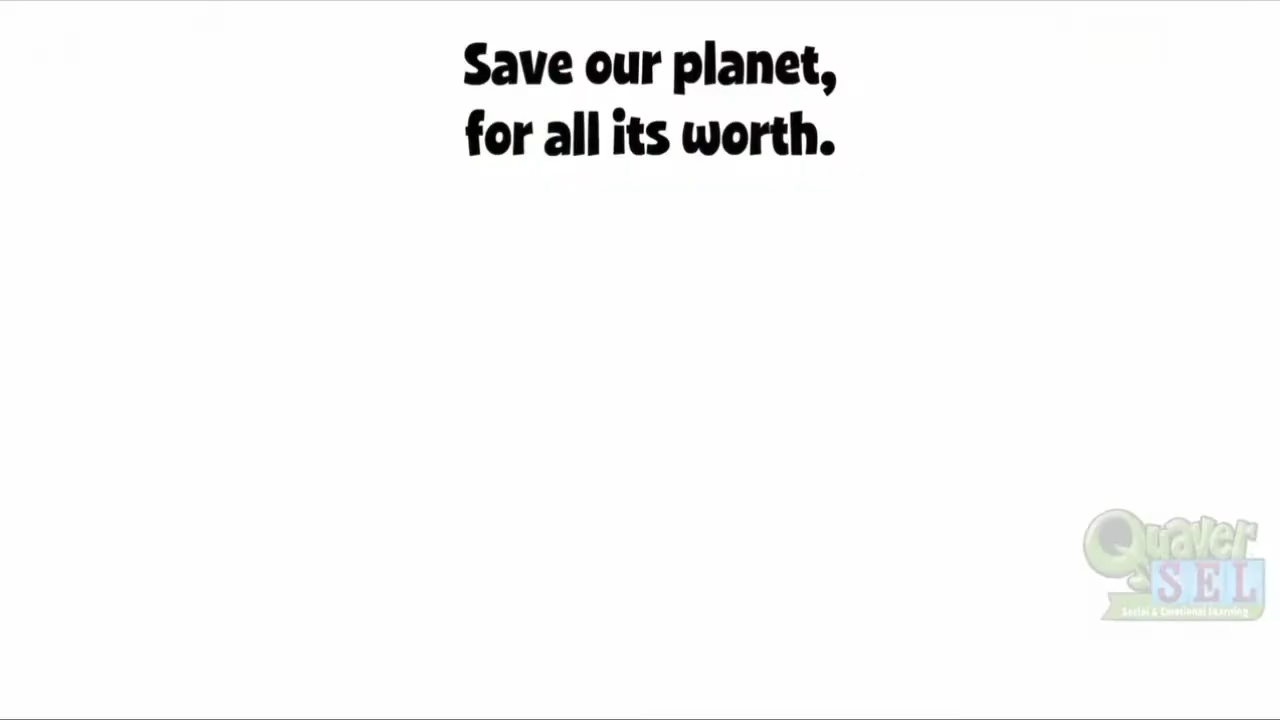 Save our planet,
for all its worth.
Quaver
SEL
Social & Emotional Learning